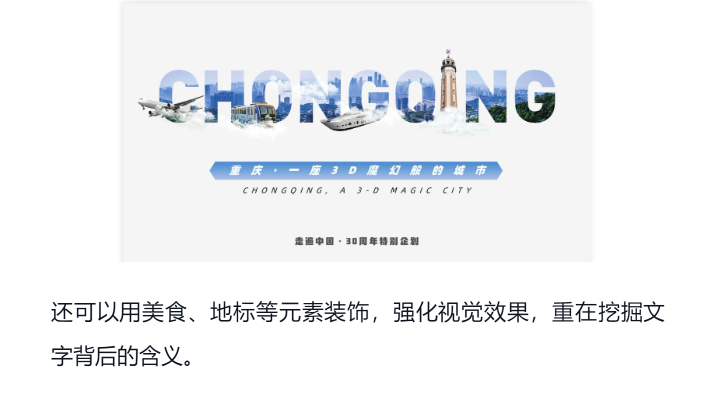 CHONGQING
重庆·一座3D魔幻般的城市
CHONGQING, A 3-D MAGIC CITY
走遍中国·30周年特别企划
还可以用美食、地标等元素装饰，强化视觉效果，重在挖掘文
字背后的含义。